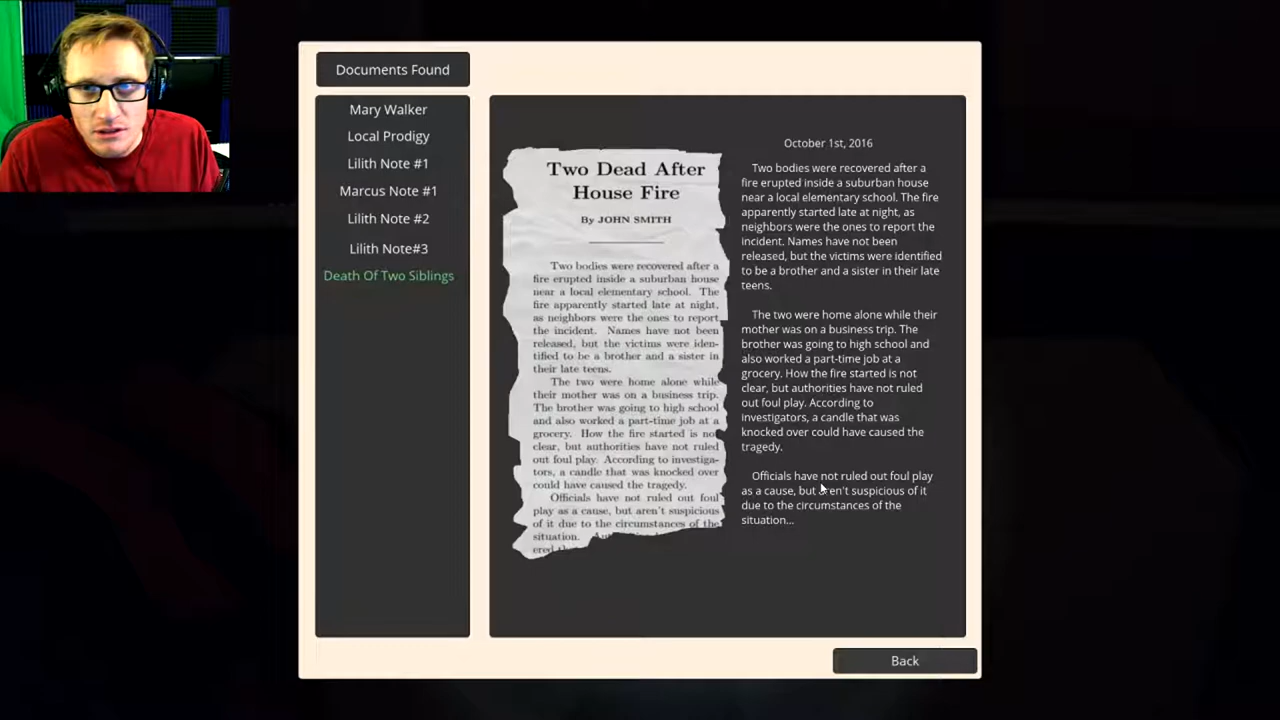 Documents Found
Mary Walker
Local Prodigy
Lilith Note #1
Marcus Note #1
Lilith Note #2
Lilith Note#3
Death Of Two Siblings
Two Dead After
House Fire
By JOHN SMITH
Two bodies were recovered after a
fire erupted inside a suburban house
near a local elementary school. The
fire apparently started late at night,
as neighbors were the ones to report
the incident. Names have not been
released, but the victims were iden-
tified to be a brother and a sister in
their late teens.
The two were home alone while
their mother was on a business trip.
The brother was going to high school
and also worked a part-time job at a
grocery. How the fire started is not
clear, but authorities have not ruled
out foul play. According to investiga-
tors, a candle that was knocked over
could have caused the tragedy.
Officials have not ruled out foul
play as a cause, but aren't suspicious
of it due to the circumstances of the
situation.
October 1st, 2016
Two bodies were recovered after a
fire erupted inside a suburban house
near a local elementary school. The fire
apparently started late at night, as
neighbors were the ones to report the
incident. Names have not been
released, but the victims were identified
to be a brother and a sister in their late
teens.
The two were home alone while their
mother was on a business trip. The
brother was going to high school and
also worked a part-time job at a
grocery. How the fire started is not
clear, but authorities have not ruled
out foul play. According to
investigators, a candle that was
knocked over could have caused the
tragedy.
Officials have not ruled out foul play
as a cause, but aren't suspicious of it
due to the circumstances of the
situation...
Back